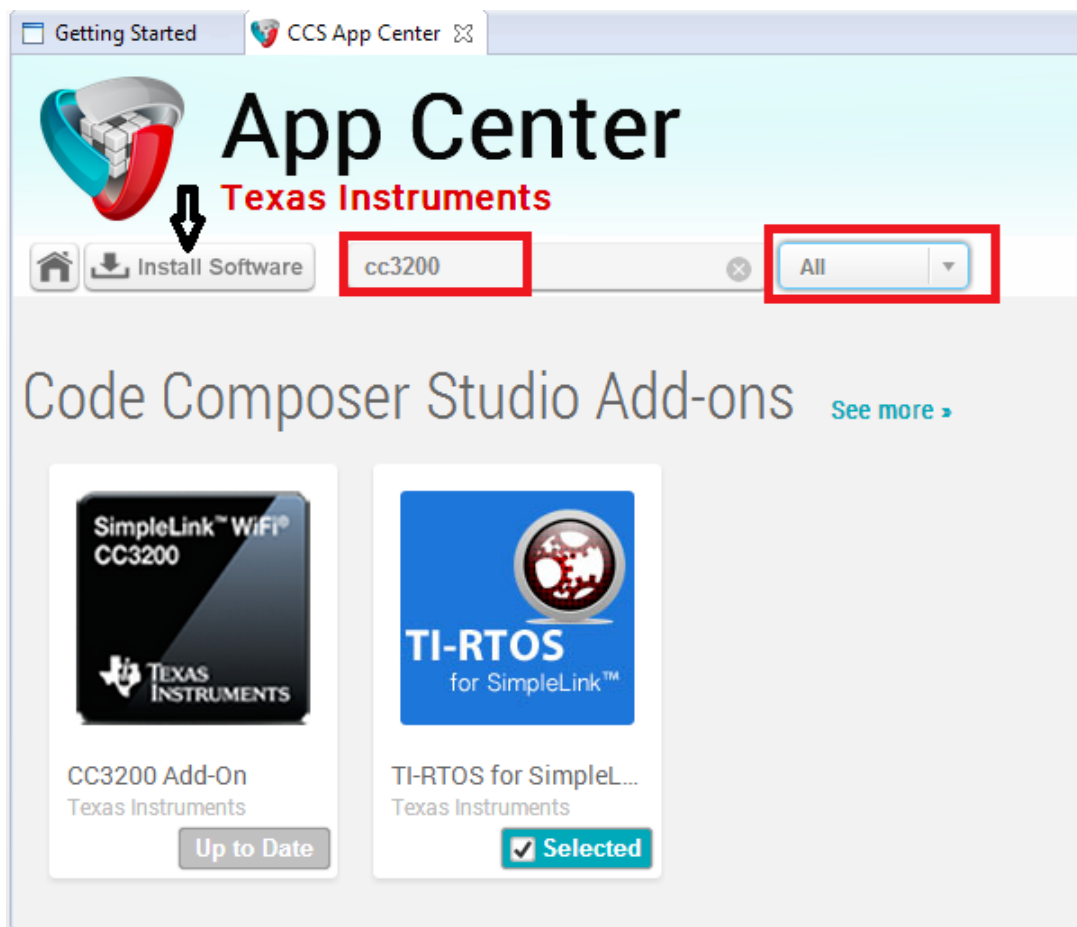 Getting Started CCS App Center
App Center
Texas Instruments
Install Software cc3200 All
Code Composer Studio Add-ons See more »
SimpleLink™ WiFi®
CC3200
TEXAS
INSTRUMENTS
TI-RTOS
for SimpleLink™
CC3200 Add-On
Texas Instruments
Up to Date
TI-RTOS for SimpleL...
Texas Instruments
Selected